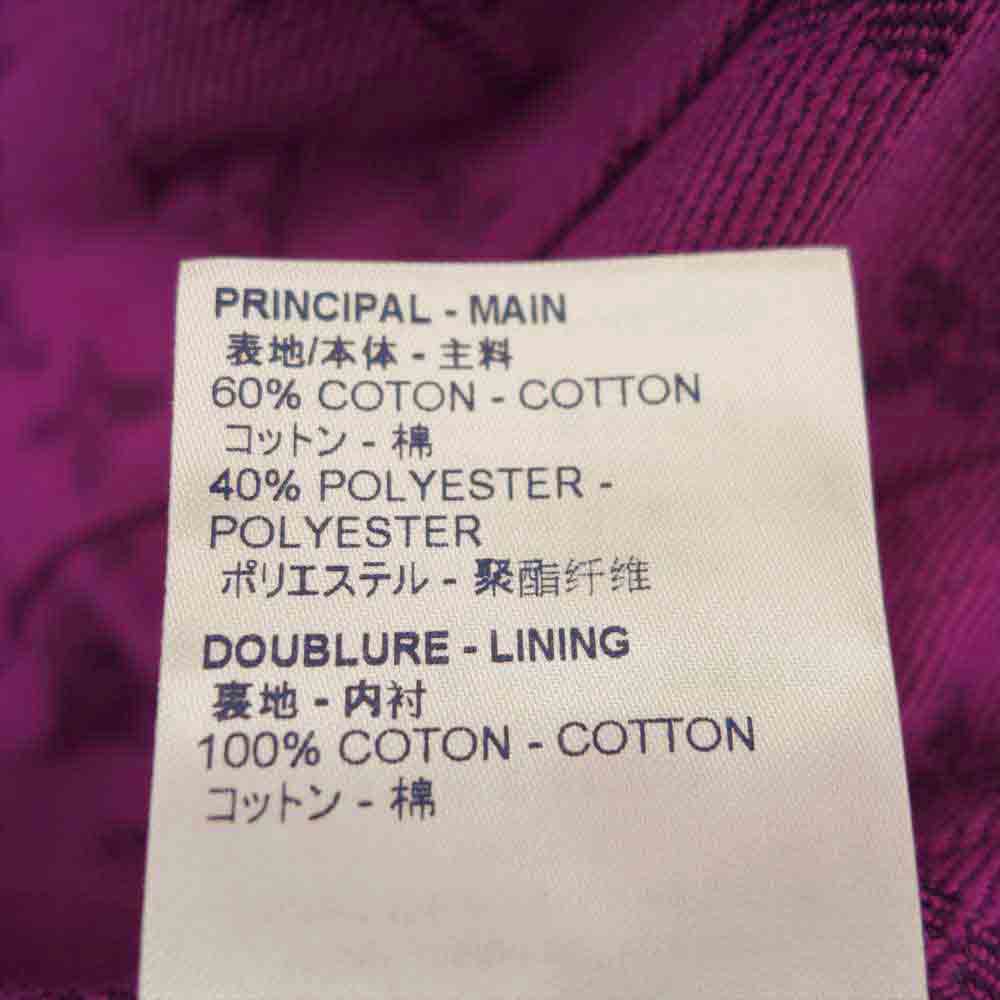 PRINCIPAL - MAIN
表地/本体 - 主料
60% COTON - COTTON
コットン - 棉
40% POLYESTER -
POLYESTER
ポリエステル - 聚酯纤维
DOUBLURE - LINING
裏地 - 内衬
100% COTON - COTTON
コットン - 棉